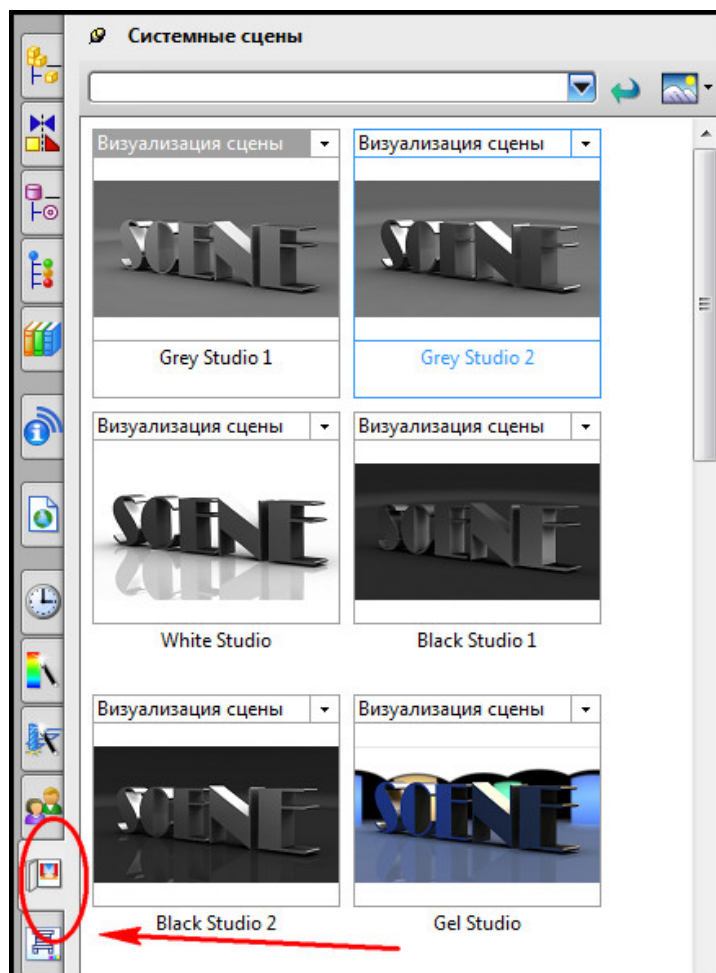 Системные сцены
Визуализация сцены
Визуализация сцены
SCENE
SCENE
Grey Studio 1
Grey Studio 2
Визуализация сцены
Визуализация сцены
SCENE
SCENE
White Studio
Black Studio 1
Визуализация сцены
Визуализация сцены
SCENE
SCENE
Black Studio 2
Gel Studio